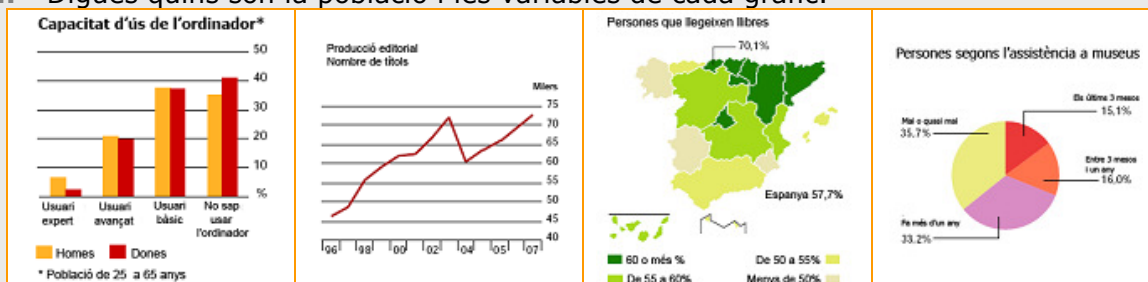 Digues quins són la població i les variables de cada gràfic.
Capacitat d'ús de l'ordinador*
50
40
30
20
10
%
Usuari expert
Usuari avançat
Usuari bàsic
No sap usar l'ordinador
Homes
Dones
* Població de 25 a 65 anys
Producció editorial
Nombre de títols
Milers
75
70
65
60
55
50
45
40
96
98
00
02
04
05
07
Persones que llegeixen llibres
70,1%
Espanya 57,7%
60 o més %
De 50 a 55%
De 55 a 60%
Menys de 50%
Persones segons l'assistència a museus
Els últims 3 mesos
15,1%
Mai o quasi mai
35,7%
Entre 3 mesos
i un any
16,0%
Fa més d'un any
33,2%